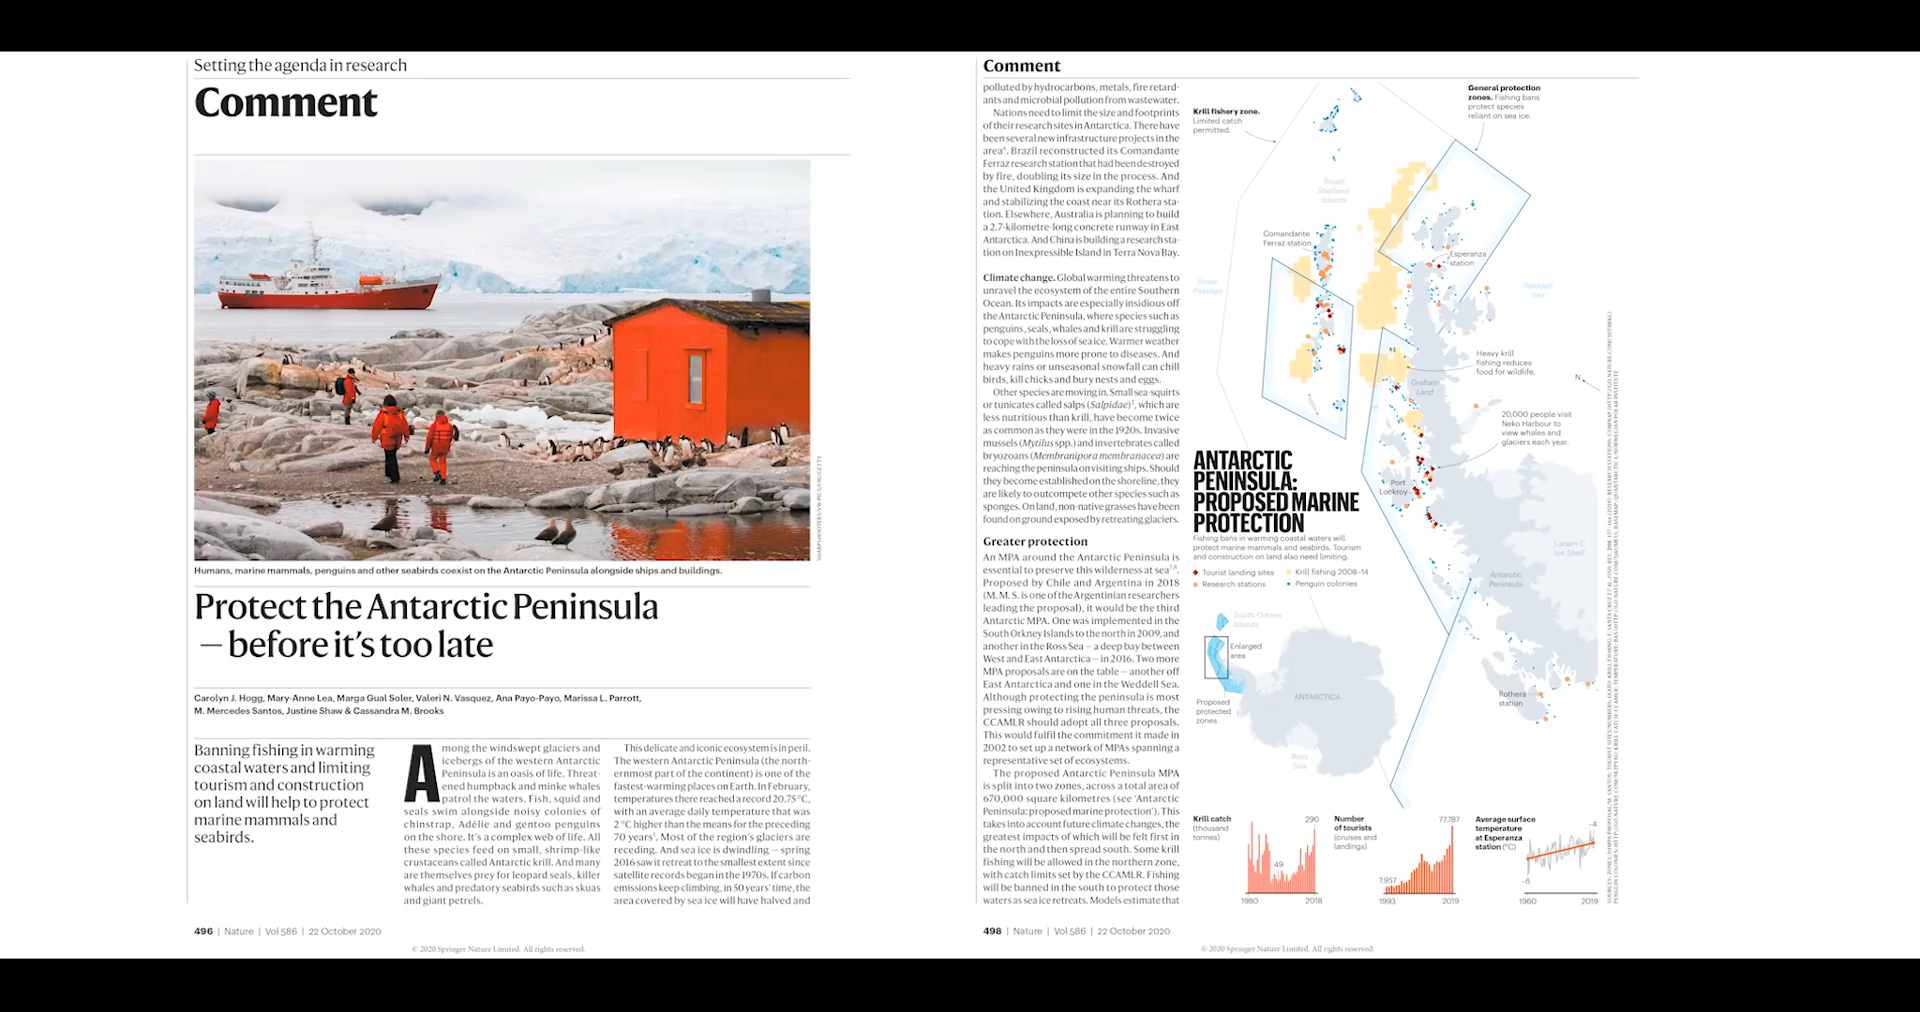 Setting the agenda in research
Comment
Humans, marine mammals, penguins and other seabirds coexist on the Antarctic Peninsula alongside ships and buildings.
Protect the Antarctic Peninsula
— before it’s too late
Carolyn J. Hogg, Mary-Anne Lea, Marga Gual Soler, Valeri N. Vasquez, Ana Payo-Payo, Marissa L. Parrott,
M. Mercedes Santos, Justine Shaw & Cassandra M. Brooks
Banning fishing in warming
coastal waters and limiting
tourism and construction
on land will help to protect
marine mammals and
seabirds.
Among the windswept glaciers and
icebergs of the western Antarctic
Peninsula is an oasis of life. Threat-
ened humpback and minke whales
patrol the waters. Fish, squid and
seals swim alongside noisy colonies of
chinstrap, Adélie and gentoo penguins
on the shore. It’s a complex web of life. All
these species feed on small, shrimp-like
crustaceans called Antarctic krill. And many
are themselves prey for leopard seals, killer
whales and predatory seabirds such as skuas
and giant petrels.
This delicate and iconic ecosystem is in peril.
The western Antarctic Peninsula (the north-
ernmost part of the continent) is one of the
fastest-warming places on Earth. In February,
temperatures there reached a record 20.75 °C,
with an average daily temperature that was
2 °C higher than the means for the preceding
70 years¹. Most of the region’s glaciers are
receding. And sea ice is dwindling — spring
2016 saw it retreat to the smallest extent since
satellite records began in the 1970s. If carbon
emissions keep climbing, in 50 years’ time, the
area covered by sea ice will have halved and
496 | Nature | Vol 586 | 22 October 2020
© 2020 Springer Nature Limited. All rights reserved.
Comment
polluted by hydrocarbons, metals, fire retard-
ants and microbial pollution from wastewater.
Nations need to limit the size and footprints
of their research sites in Antarctica. There have
been several new infrastructure projects in the
area⁶. Brazil reconstructed its Comandante
Ferraz research station that had been destroyed
by fire, doubling its size in the process. And
the United Kingdom is expanding the wharf
and stabilizing the coast near its Rothera sta-
tion. Elsewhere, Australia is planning to build
a 2.7-kilometre-long concrete runway in East
Antarctica. And China is building a research sta-
tion on Inexpressible Island in Terra Nova Bay.
Climate change. Global warming threatens to
unravel the ecosystem of the entire Southern
Ocean. Its impacts are especially insidious off
the Antarctic Peninsula, where species such as
penguins, seals, whales and krill are struggling
to cope with the loss of sea ice. Warmer weather
makes penguins more prone to diseases. And
heavy rains or unseasonal snowfall can chill
birds, kill chicks and bury nests and eggs.
Other species are moving in. Small sea-squirts
or tunicates called salps (Salpidae)², which are
less nutritious than krill, have become twice
as common as they were in the 1920s. Invasive
mussels (Mytilus spp.) and invertebrates called
bryozoans (Membranipora membranacea) are
reaching the peninsula on visiting ships. Should
they become established on the shoreline, they
are likely to outcompete other species such as
sponges. On land, non-native grasses have been
found on ground exposed by retreating glaciers.
Greater protection
An MPA around the Antarctic Peninsula is
essential to preserve this wilderness at sea⁷,⁸.
Proposed by Chile and Argentina in 2018
(M. M. S. is one of the Argentinian researchers
leading the proposal), it would be the third
Antarctic MPA. One was implemented in the
South Orkney Islands to the north in 2009, and
another in the Ross Sea — a deep bay between
West and East Antarctica — in 2016. Two more
MPA proposals are on the table — another off
East Antarctica and one in the Weddell Sea.
Although protecting the peninsula is most
pressing owing to rising human threats, the
CCAMLR should adopt all three proposals.
This would fulfil the commitment it made in
2002 to set up a network of MPAs spanning a
representative set of ecosystems.
The proposed Antarctic Peninsula MPA
is split into two zones, across a total area of
670,000 square kilometres (see ‘Antarctic
Peninsula: proposed marine protection’). This
takes into account future climate changes, the
greatest impacts of which will be felt first in
the north and then spread south. Some krill
fishing will be allowed in the northern zone,
with catch limits set by the CCAMLR. Fishing
will be banned in the south to protect those
waters as sea ice retreats. Models estimate that
Krill fishery zone.
Limited catch
permitted.
General protection
zones. Fishing bans
protect species
reliant on sea ice.
South
Shetland
Islands
Comandante
Ferraz station
Esperanza
station
Drake
Passage
Weddell
Sea
Heavy krill
fishing reduces
food for wildlife.
N
Graham
Land
20,000 people visit
Neko Harbour to
view whales and
glaciers each year.
Port
Lockroy
Larsen C
Ice Shelf
Antarctic
Peninsula
Rothera
station
ANTARCTIC
PENINSULA:
PROPOSED MARINE
PROTECTION
Fishing bans in warming coastal waters will
protect marine mammals and seabirds. Tourism
and construction on land also need limiting.
Tourist landing sites Krill fishing 2008–14
Research stations Penguin colonies
South Orkney
Islands
Enlarged
area
ANTARCTICA
Proposed
protected
zones
Ross
Sea
Krill catch
(thousand
tonnes)
290
49
1980 2018
Number
of tourists
(cruises and
landings)
77,787
7,957
1993 2019
Average surface
temperature
at Esperanza
station (°C)
–4
–6
1960 2019
498 | Nature | Vol 586 | 22 October 2020
© 2020 Springer Nature Limited. All rights reserved.